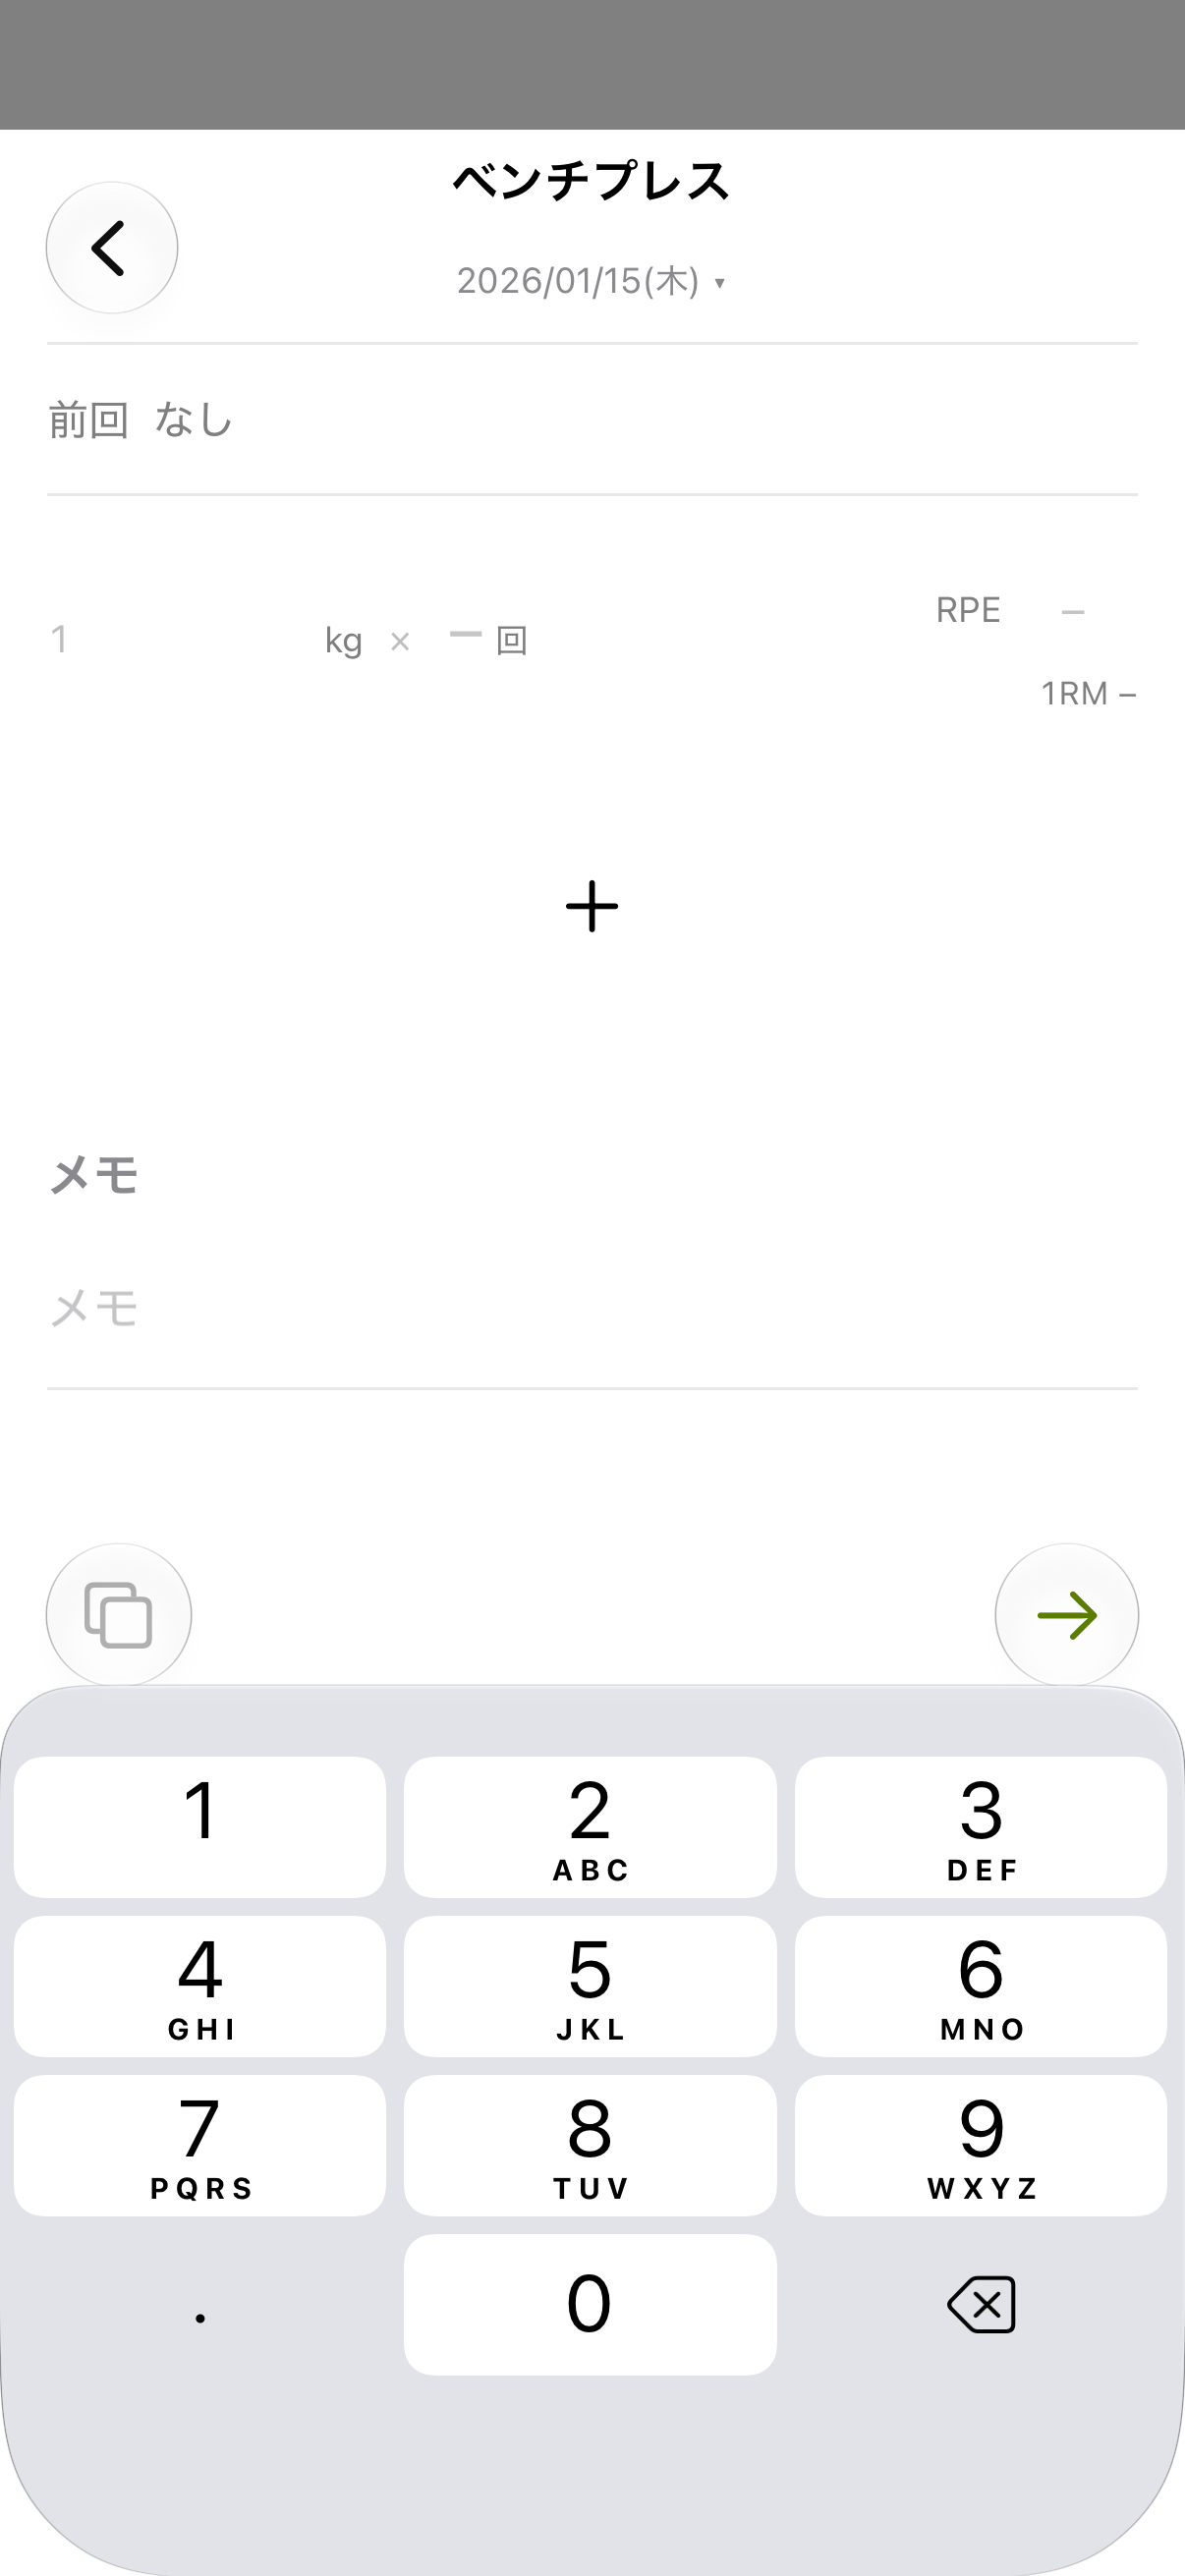 ベンチプレス
2026/01/15(木) ▾
前回 なし
RPE –
1 kg × – 回
1RM –
+
メモ
メモ
1
2 ABC
3 DEF
4 GHI
5 JKL
6 MNO
7 PQRS
8 TUV
9 WXYZ
.
0